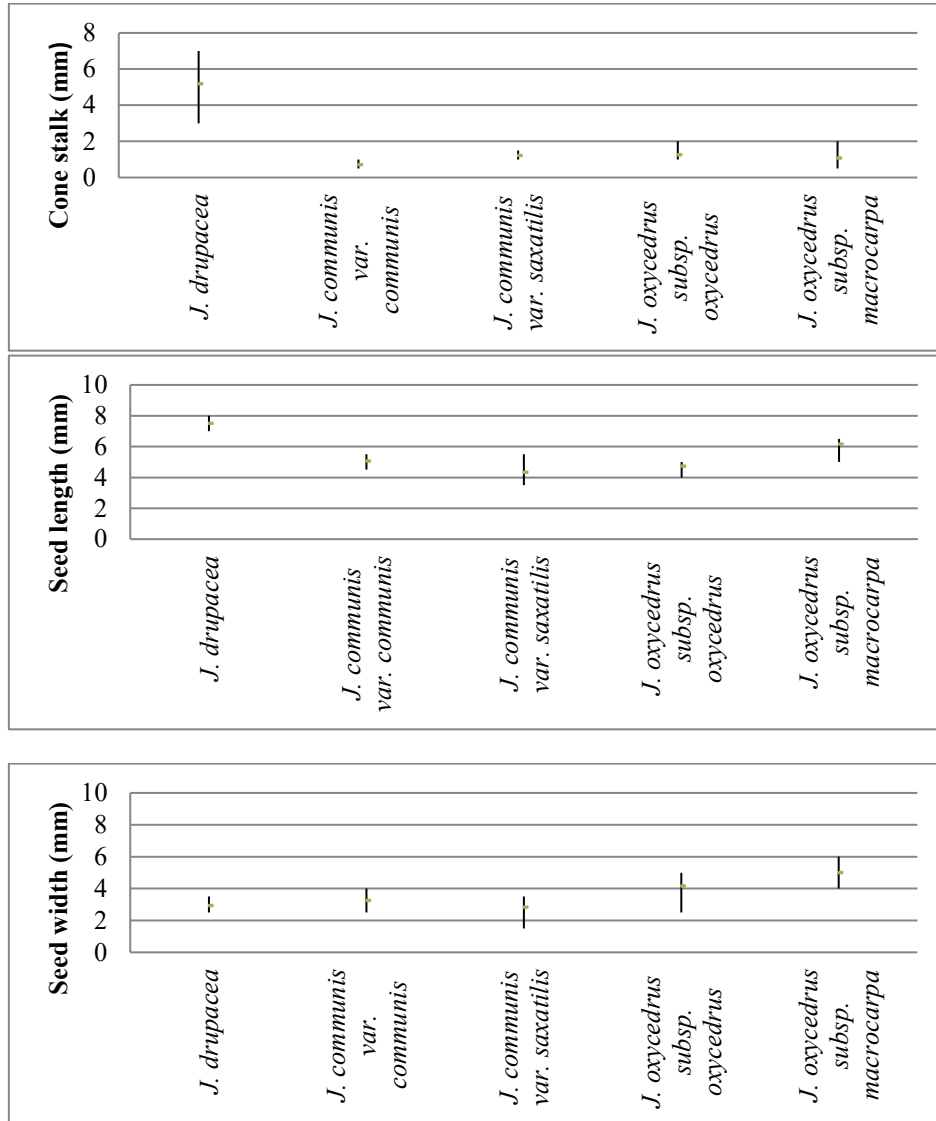 Cone stalk (mm)
8
6
4
2
0
J. drupacea
J. communis
var.
communis
J. communis
var. saxatilis
J. oxycedrus
subsp.
oxycedrus
J. oxycedrus
subsp.
macrocarpa
Seed length (mm)
10
8
6
4
2
0
J. drupacea
J. communis
var. communis
J. communis
var. saxatilis
J. oxycedrus
subsp.
oxycedrus
J. oxycedrus
subsp.
macrocarpa
Seed width (mm)
10
8
6
4
2
0
J. drupacea
J. communis
var.
communis
J. communis
var. saxatilis
J. oxycedrus
subsp.
oxycedrus
J. oxycedrus
subsp.
macrocarpa